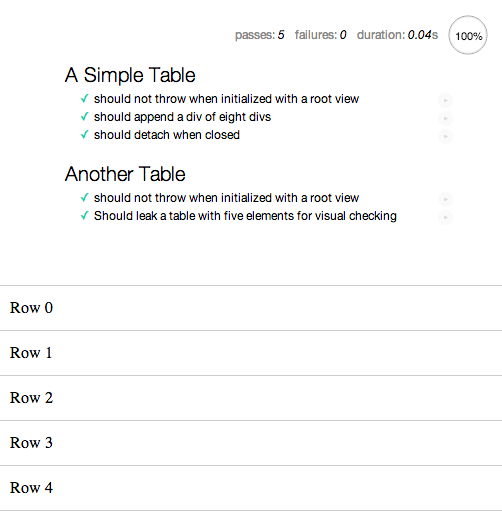 passes: 5 failures: 0 duration: 0.04s 100%
A Simple Table
✓ should not throw when initialized with a root view
✓ should append a div of eight divs
✓ should detach when closed
Another Table
✓ should not throw when initialized with a root view
✓ Should leak a table with five elements for visual checking
Row 0
Row 1
Row 2
Row 3
Row 4